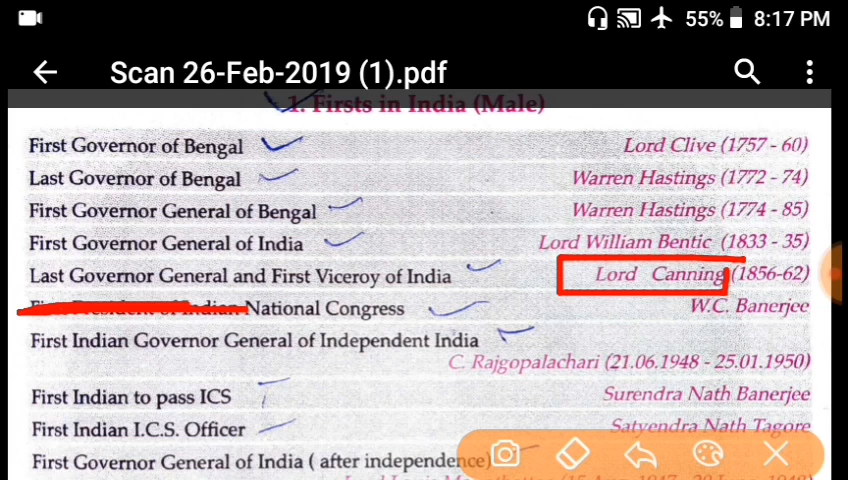 55% 8:17 PM
Scan 26-Feb-2019 (1).pdf
1. Firsts in India (Male)
First Governor of Bengal Lord Clive (1757 - 60)
Last Governor of Bengal Warren Hastings (1772 - 74)
First Governor General of Bengal Warren Hastings (1774 - 85)
First Governor General of India Lord William Bentic (1833 - 35)
Last Governor General and First Viceroy of India Lord Canning (1856-62)
First President of Indian National Congress W.C. Banerjee
First Indian Governor General of Independent India
C. Rajgopalachari (21.06.1948 - 25.01.1950)
First Indian to pass ICS Surendra Nath Banerjee
First Indian I.C.S. Officer Satyendra Nath Tagore
First Governor General of India ( after independence)